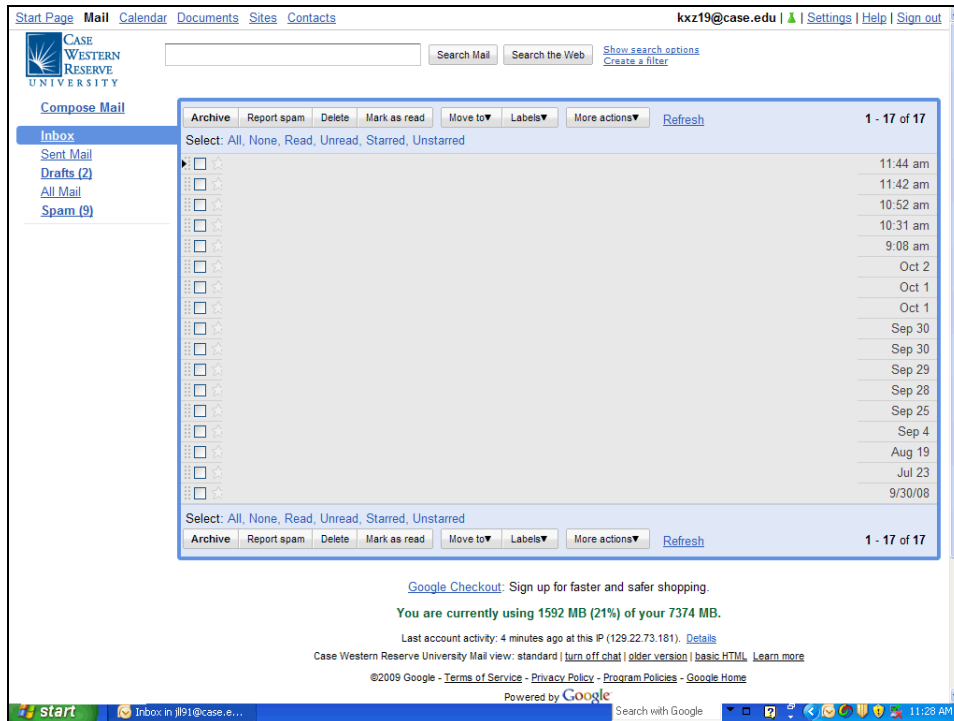 Start Page Mail Calendar Documents Sites Contacts kxz19@case.edu | Settings | Help | Sign out
CASE
WESTERN
RESERVE
UNIVERSITY
Search Mail Search the Web Show search options
Create a filter
Compose Mail
Inbox
Sent Mail
Drafts (2)
All Mail
Spam (9)
Archive Report spam Delete Mark as read Move to▼ Labels▼ More actions▼ Refresh 1 - 17 of 17
Select: All, None, Read, Unread, Starred, Unstarred
11:44 am
11:42 am
10:52 am
10:31 am
9:08 am
Oct 2
Oct 1
Oct 1
Sep 30
Sep 30
Sep 29
Sep 28
Sep 25
Sep 4
Aug 19
Jul 23
9/30/08
Select: All, None, Read, Unread, Starred, Unstarred
Archive Report spam Delete Mark as read Move to▼ Labels▼ More actions▼ Refresh 1 - 17 of 17
Google Checkout: Sign up for faster and safer shopping.
You are currently using 1592 MB (21%) of your 7374 MB.
Last account activity: 4 minutes ago at this IP (129.22.73.181). Details
Case Western Reserve University Mail view: standard | turn off chat | older version | basic HTML Learn more
©2009 Google - Terms of Service - Privacy Policy - Program Policies - Google Home
Powered by Google
start Inbox in jll91@case.e... Search with Google 11:28 AM